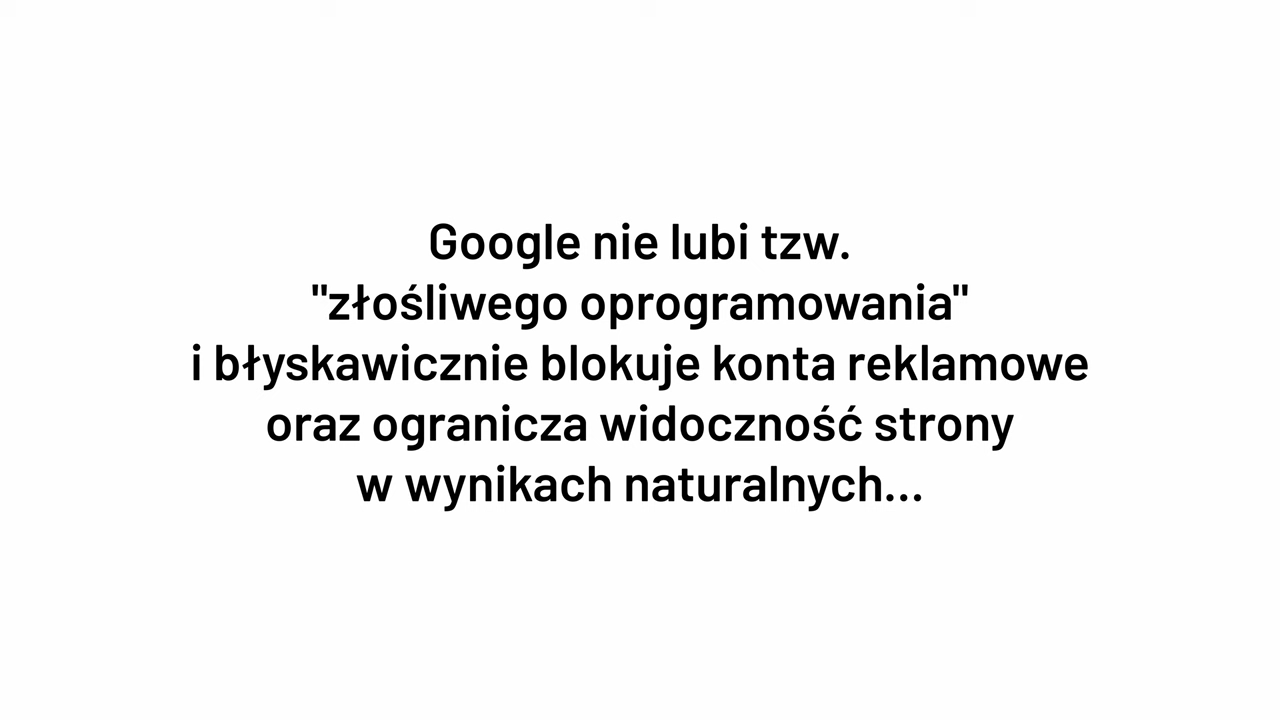 Google nie lubi tzw.
"złośliwego oprogramowania"
i błyskawicznie blokuje konta reklamowe
oraz ogranicza widoczność strony
w wynikach naturalnych...